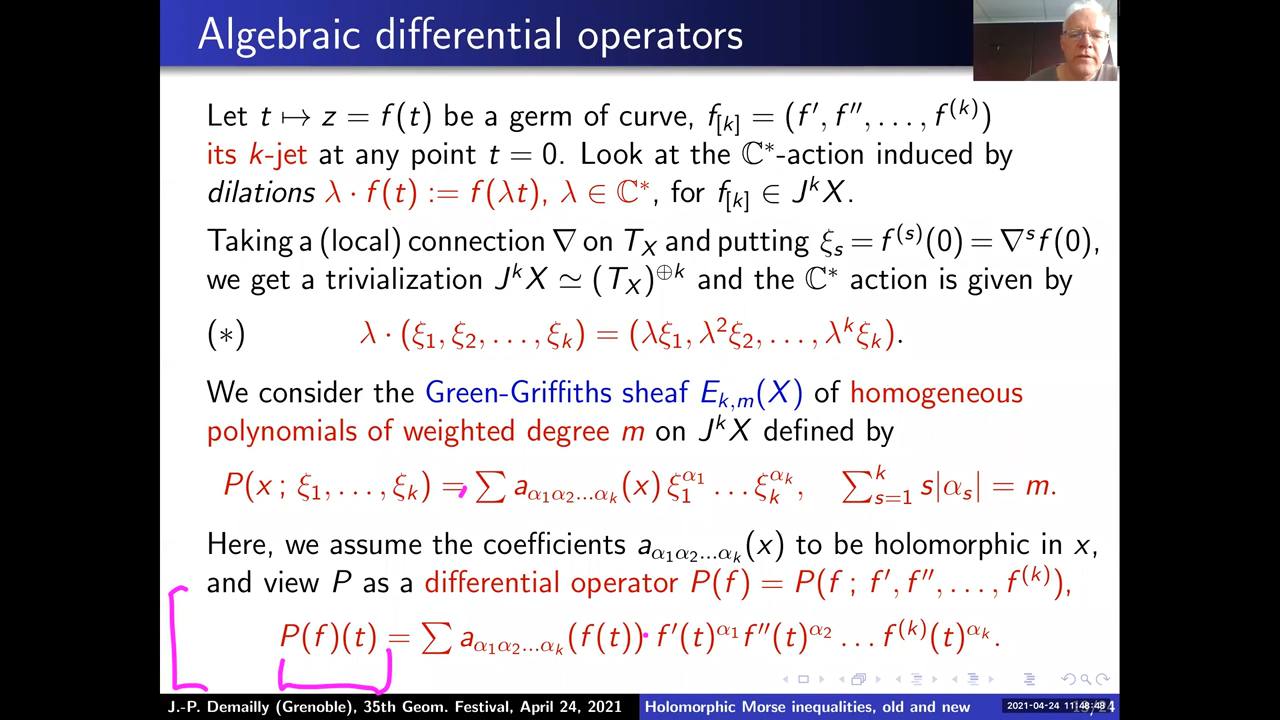 Algebraic differential operators
Let t ↦ z = f(t) be a germ of curve, f_{[k]} = (f′, f″, . . . , f^{(k)})
its k-jet at any point t = 0. Look at the ℂ*-action induced by
dilations λ · f(t) := f(λt), λ ∈ ℂ*, for f_{[k]} ∈ J^kX.
Taking a (local) connection ∇ on T_X and putting ξ_s = f^{(s)}(0) = ∇^s f(0),
we get a trivialization J^kX ≃ (T_X)^{⊕k} and the ℂ* action is given by
(∗) λ · (ξ_1, ξ_2, . . . , ξ_k) = (λξ_1, λ^2ξ_2, . . . , λ^kξ_k).
We consider the Green-Griffiths sheaf E_{k,m}(X) of homogeneous
polynomials of weighted degree m on J^kX defined by
P(x ; ξ_1, . . . , ξ_k) = ∑ a_{α_1α_2...α_k}(x) ξ_1^{α_1} . . . ξ_k^{α_k}, ∑_{s=1}^k s|α_s| = m.
Here, we assume the coefficients a_{α_1α_2...α_k}(x) to be holomorphic in x,
and view P as a differential operator P(f) = P(f ; f′, f″, . . . , f^{(k)}),
P(f)(t) = ∑ a_{α_1α_2...α_k}(f(t)) · f′(t)^{α_1} f″(t)^{α_2} . . . f^{(k)}(t)^{α_k}.
J.-P. Demailly (Grenoble), 35th Geom. Festival, April 24, 2021 Holomorphic Morse inequalities, old and new
2021-04-24 11:48:48